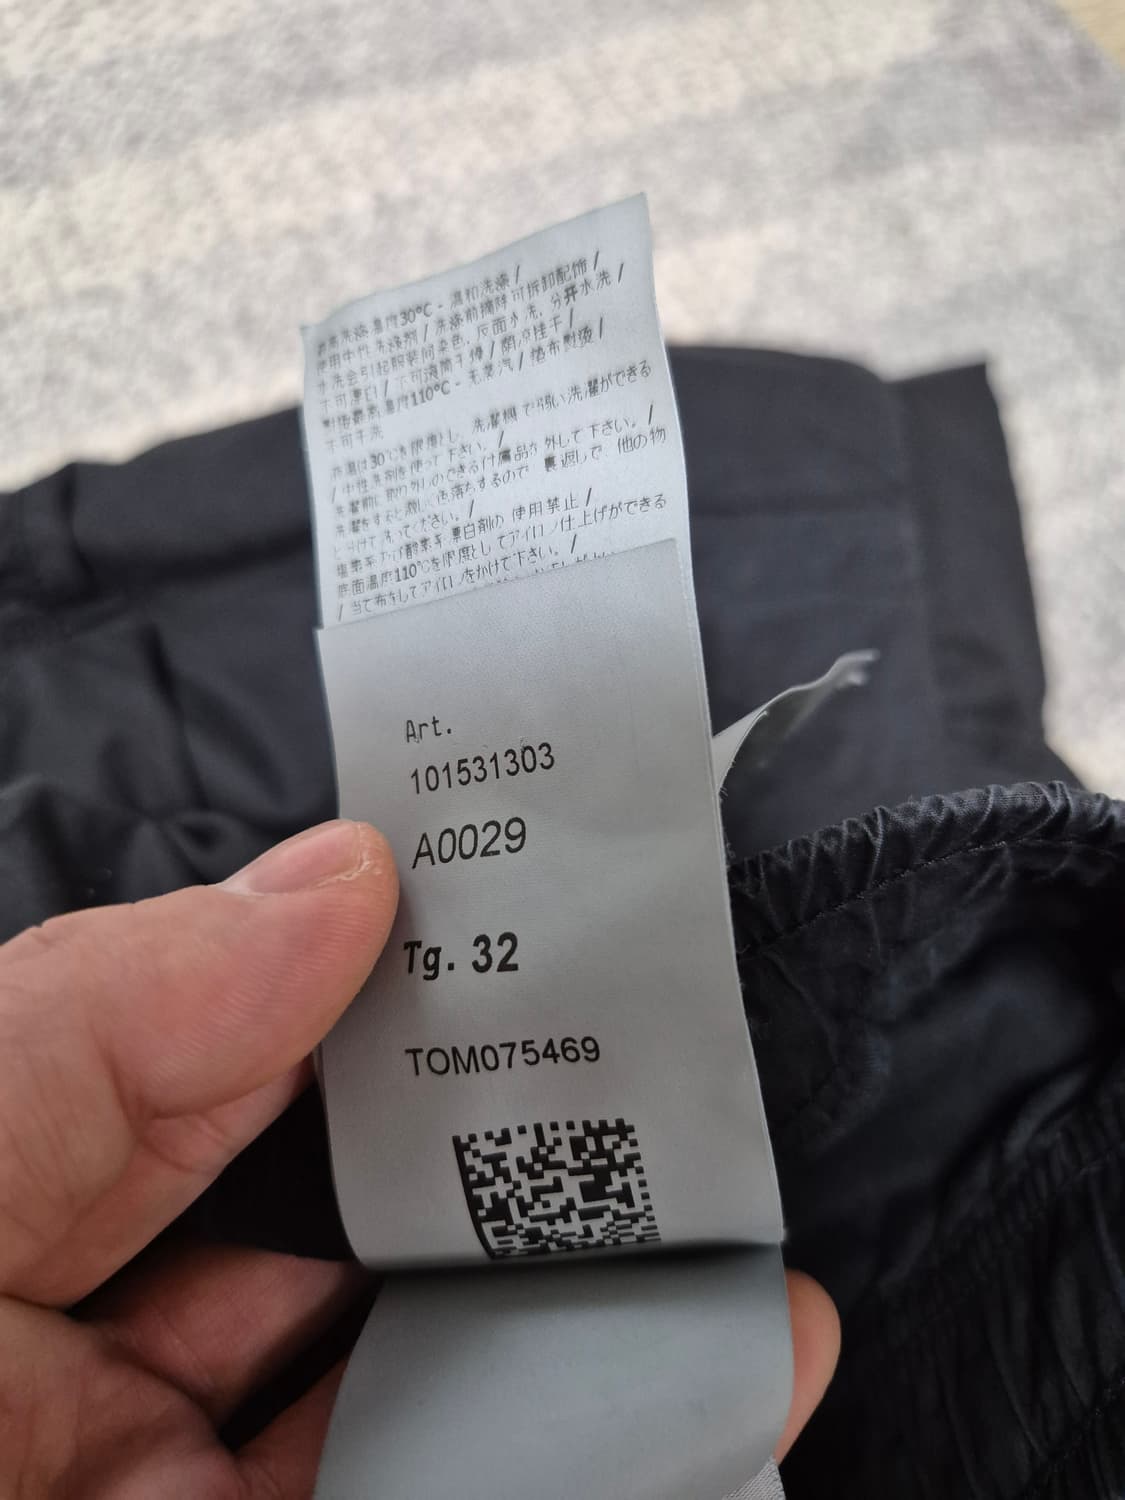 最高洗涤温度30°C - 温和洗涤 /
使用中性洗涤剂 / 洗涤前摘除可拆卸配饰 /
水洗会引起服装间染色, 反面水洗, 分开水洗 /
不可漂白 / 不可滚筒干燥 / 阴凉挂干 /
熨烫最高温度110°C - 无蒸汽 / 垫布熨烫 /
不可干洗
液温は30℃を限度とし、洗濯機で弱い洗濯ができる
/ 中性洗剤を使って下さい。 /
洗濯前に取り外しのできる付属品を外して下さい。 /
洗濯をすると激しく色落ちするので 裏返しで、他の物
と分けて洗ってください。 /
塩素系及び酸素系漂白剤の 使用禁止 /
底面温度110℃を限度としてアイロン仕上げができる
/ 当て布をしてアイロンをかけて下さい。 /
Art.
101531303
A0029
Tg. 32
TOM075469